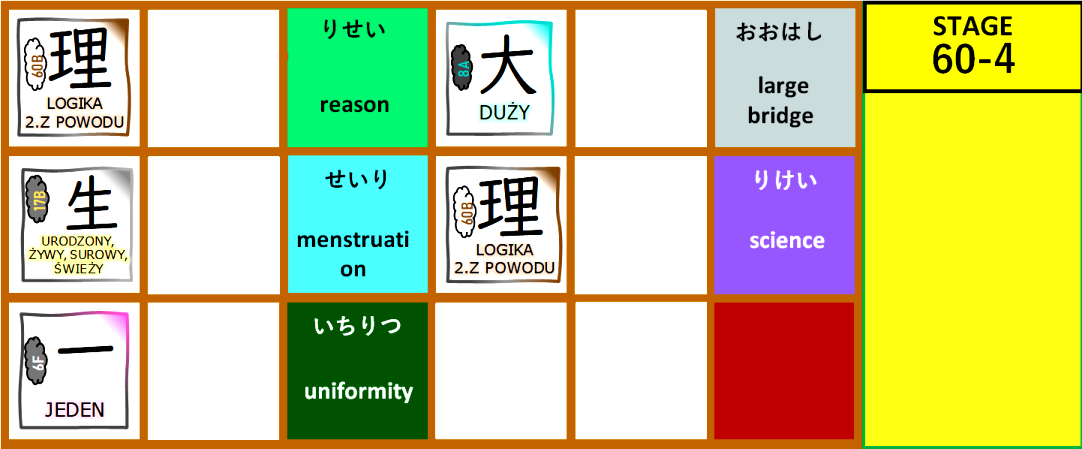 60B
理
LOGIKA
2.Z POWODU
りせい
reason
8A
大
DUŻY
おおはし
large
bridge
STAGE
60-4
17B
生
URODZONY,
ŻYWY, SUROWY,
ŚWIEŻY
せいり
menstruati
on
60B
理
LOGIKA
2.Z POWODU
りけい
science
6F
一
JEDEN
いちりつ
uniformity